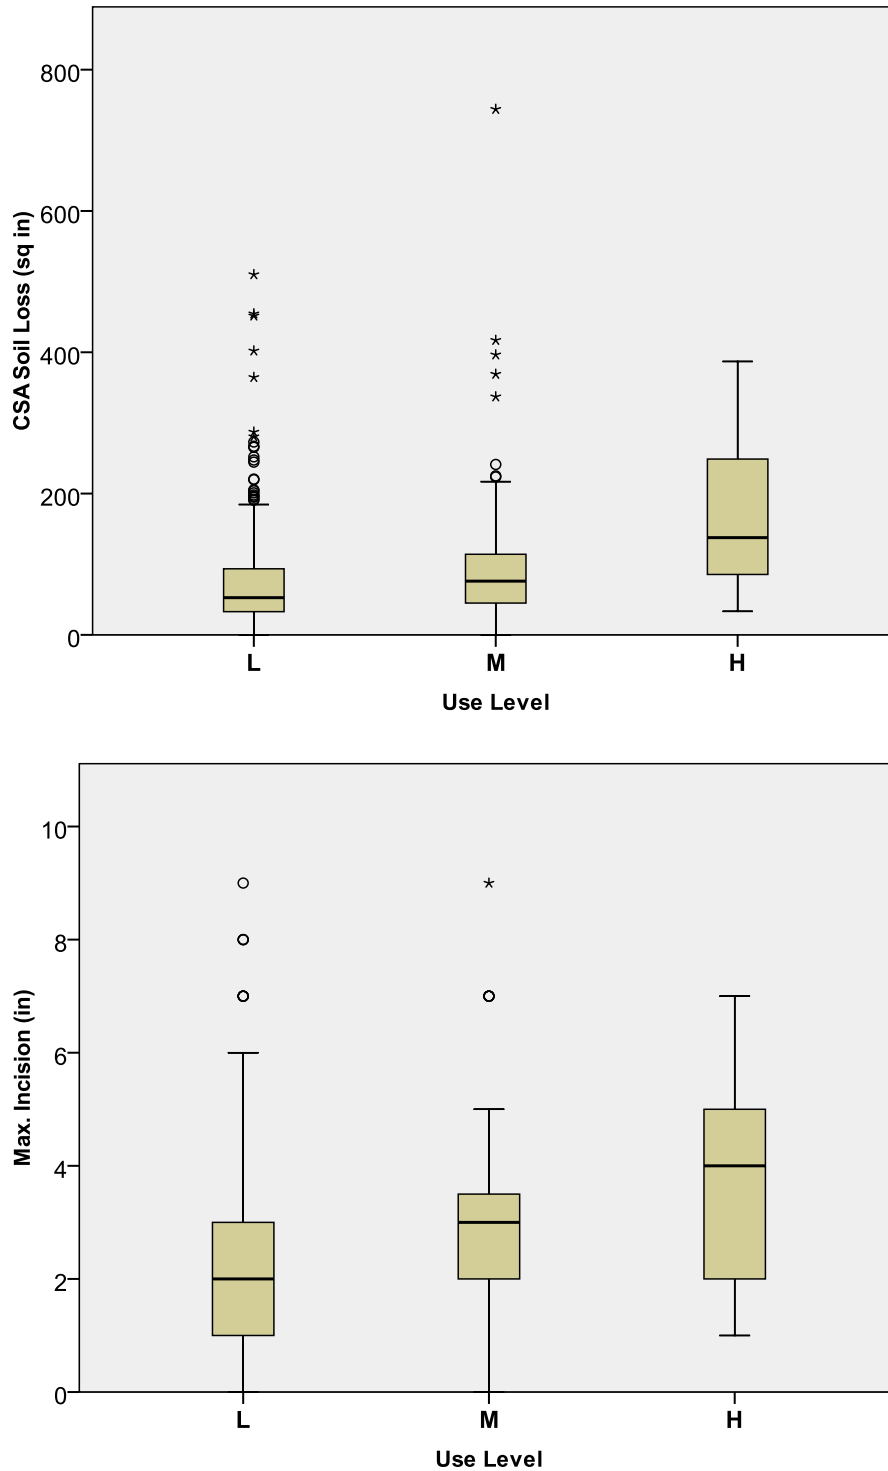 800
600
400
200
0
CSA Soil Loss (sq in)
L M H
Use Level
10
8
6
4
2
0
Max. Incision (in)
L M H
Use Level